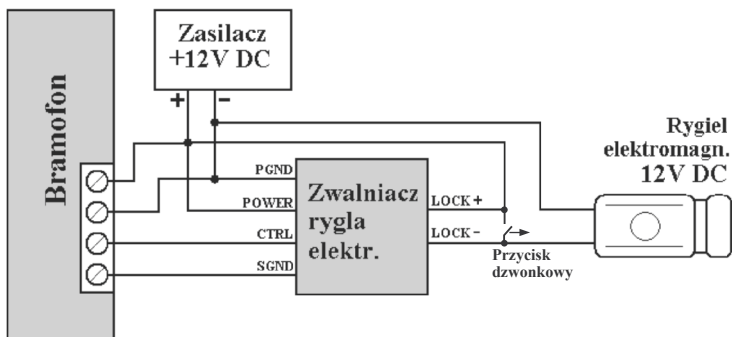 Zasilacz
+12V DC
+ -
Bramofon
Rygiel
elektromagn.
12V DC
PGND
POWER
CTRL
SGND
Zwalniacz
rygla
elektr.
LOCK +
LOCK -
Przycisk
dzwonkowy